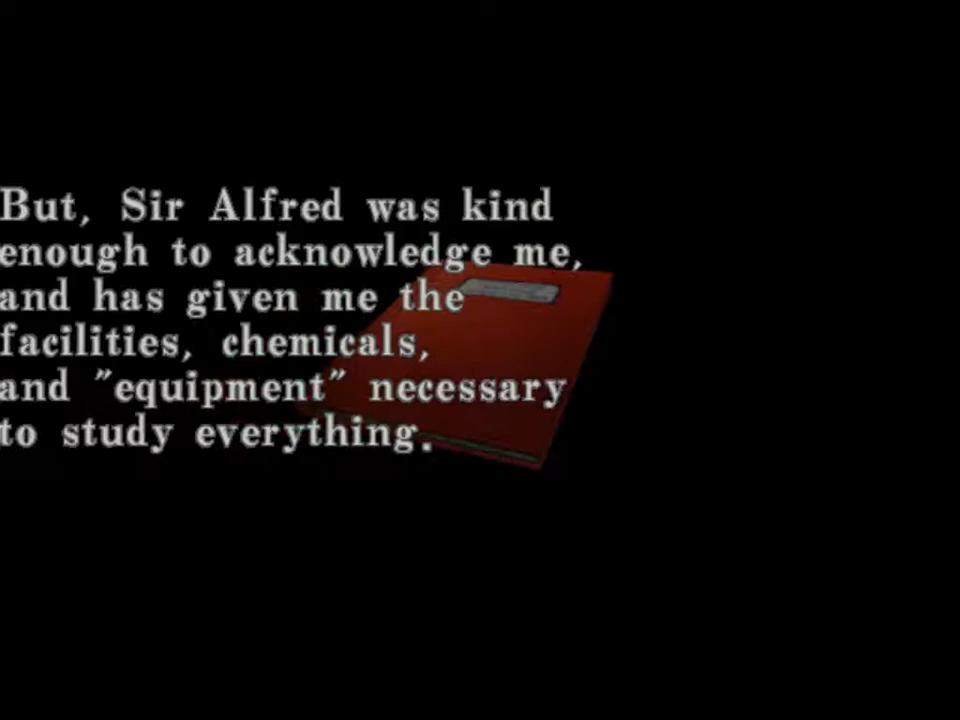 But, Sir Alfred was kind
enough to acknowledge me,
and has given me the
facilities, chemicals,
and "equipment" necessary
to study everything.